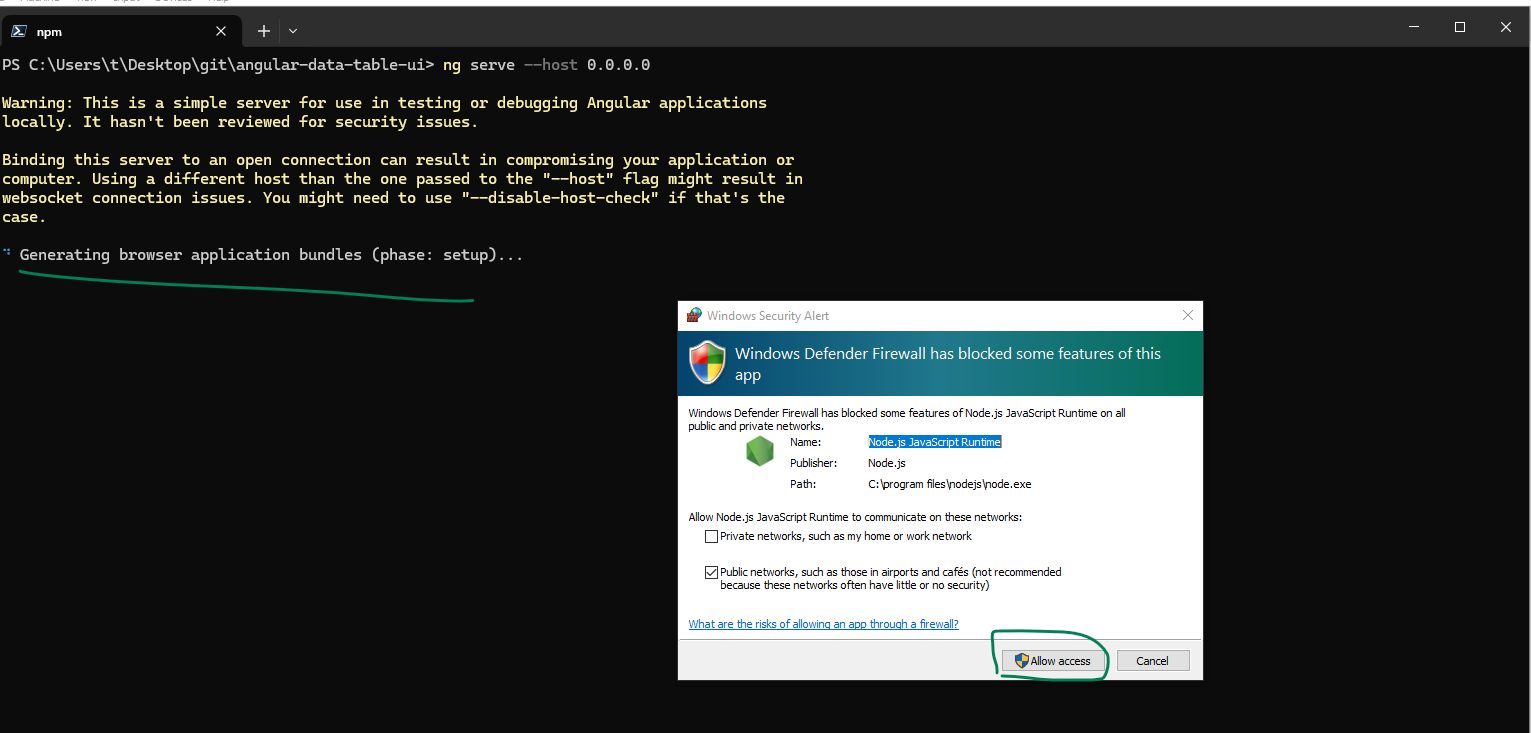 npm
PS C:\Users\t\Desktop\git\angular-data-table-ui> ng serve --host 0.0.0.0
Warning: This is a simple server for use in testing or debugging Angular applications
locally. It hasn't been reviewed for security issues.
Binding this server to an open connection can result in compromising your application or
computer. Using a different host than the one passed to the "--host" flag might result in
websocket connection issues. You might need to use "--disable-host-check" if that's the
case.
Generating browser application bundles (phase: setup)...
Windows Security Alert
Windows Defender Firewall has blocked some features of this
app
Windows Defender Firewall has blocked some features of Node.js JavaScript Runtime on all
public and private networks.
Name: Node.js JavaScript Runtime
Publisher: Node.js
Path: C:\program files\nodejs\node.exe
Allow Node.js JavaScript Runtime to communicate on these networks:
Private networks, such as my home or work network
Public networks, such as those in airports and cafés (not recommended
because these networks often have little or no security)
What are the risks of allowing an app through a firewall?
Allow access Cancel